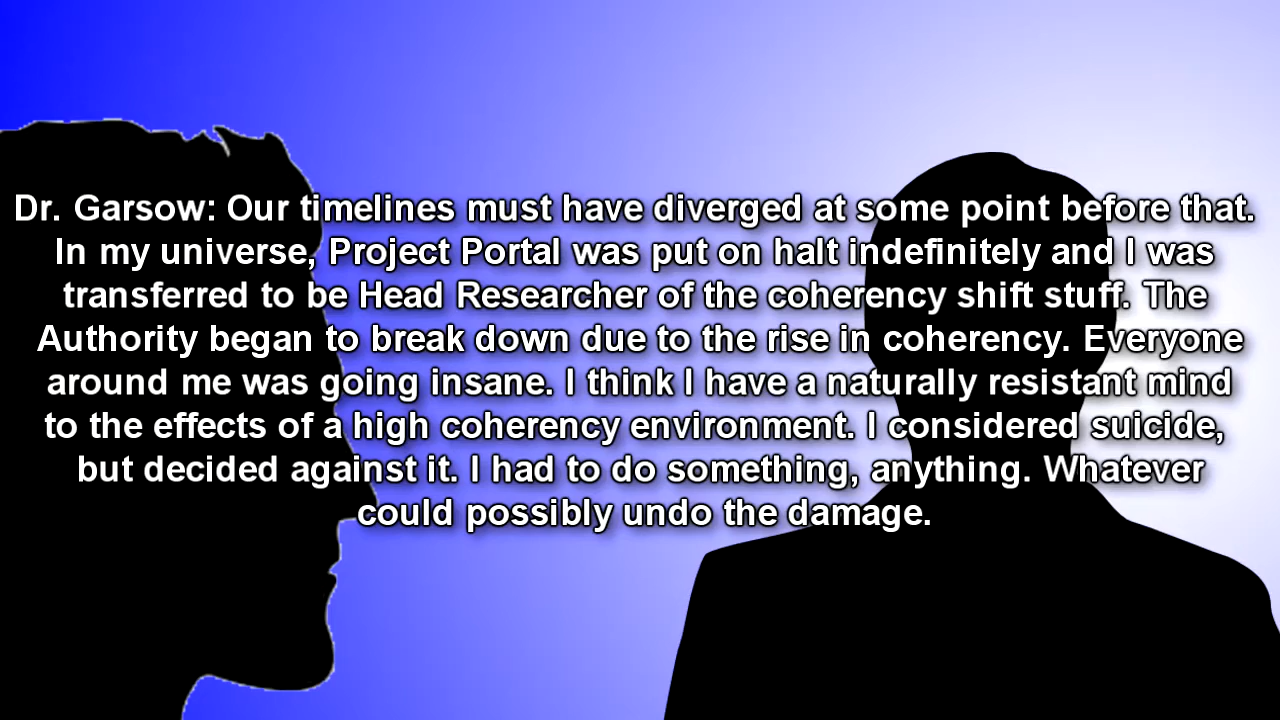 Dr. Garsow: Our timelines must have diverged at some point before that.
In my universe, Project Portal was put on halt indefinitely and I was
transferred to be Head Researcher of the coherency shift stuff. The
Authority began to break down due to the rise in coherency. Everyone
around me was going insane. I think I have a naturally resistant mind
to the effects of a high coherency environment. I considered suicide,
but decided against it. I had to do something, anything. Whatever
could possibly undo the damage.